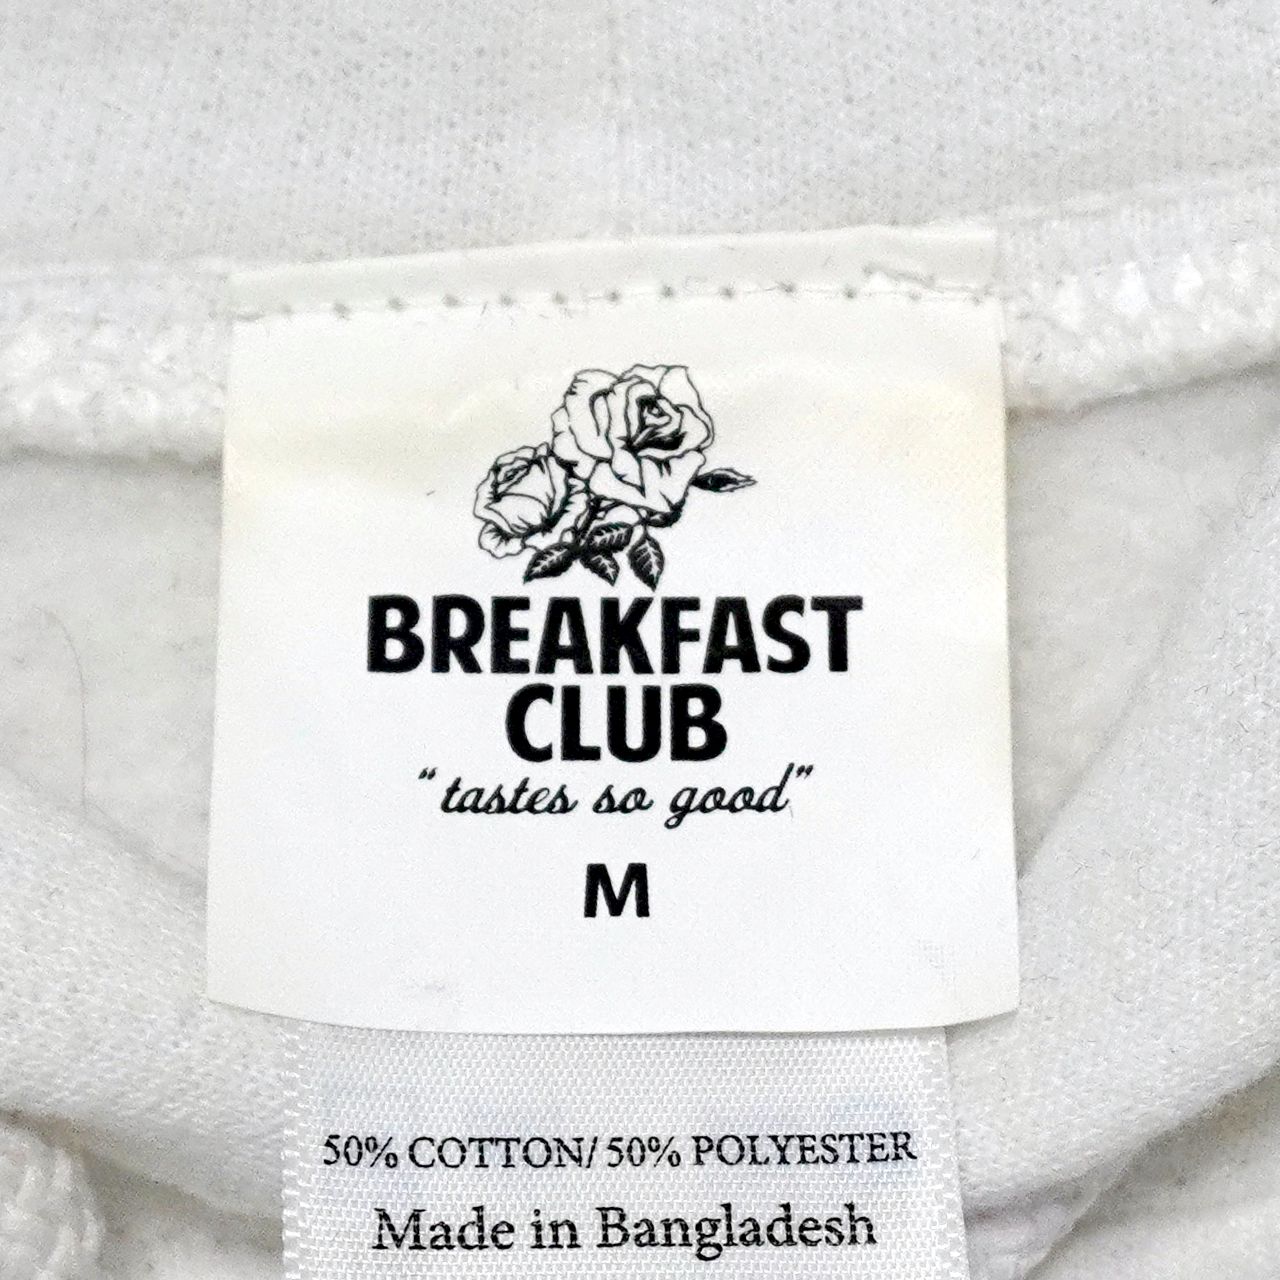 BREAKFAST
CLUB
"tastes so good"
M
50% COTTON/ 50% POLYESTER
Made in Bangladesh